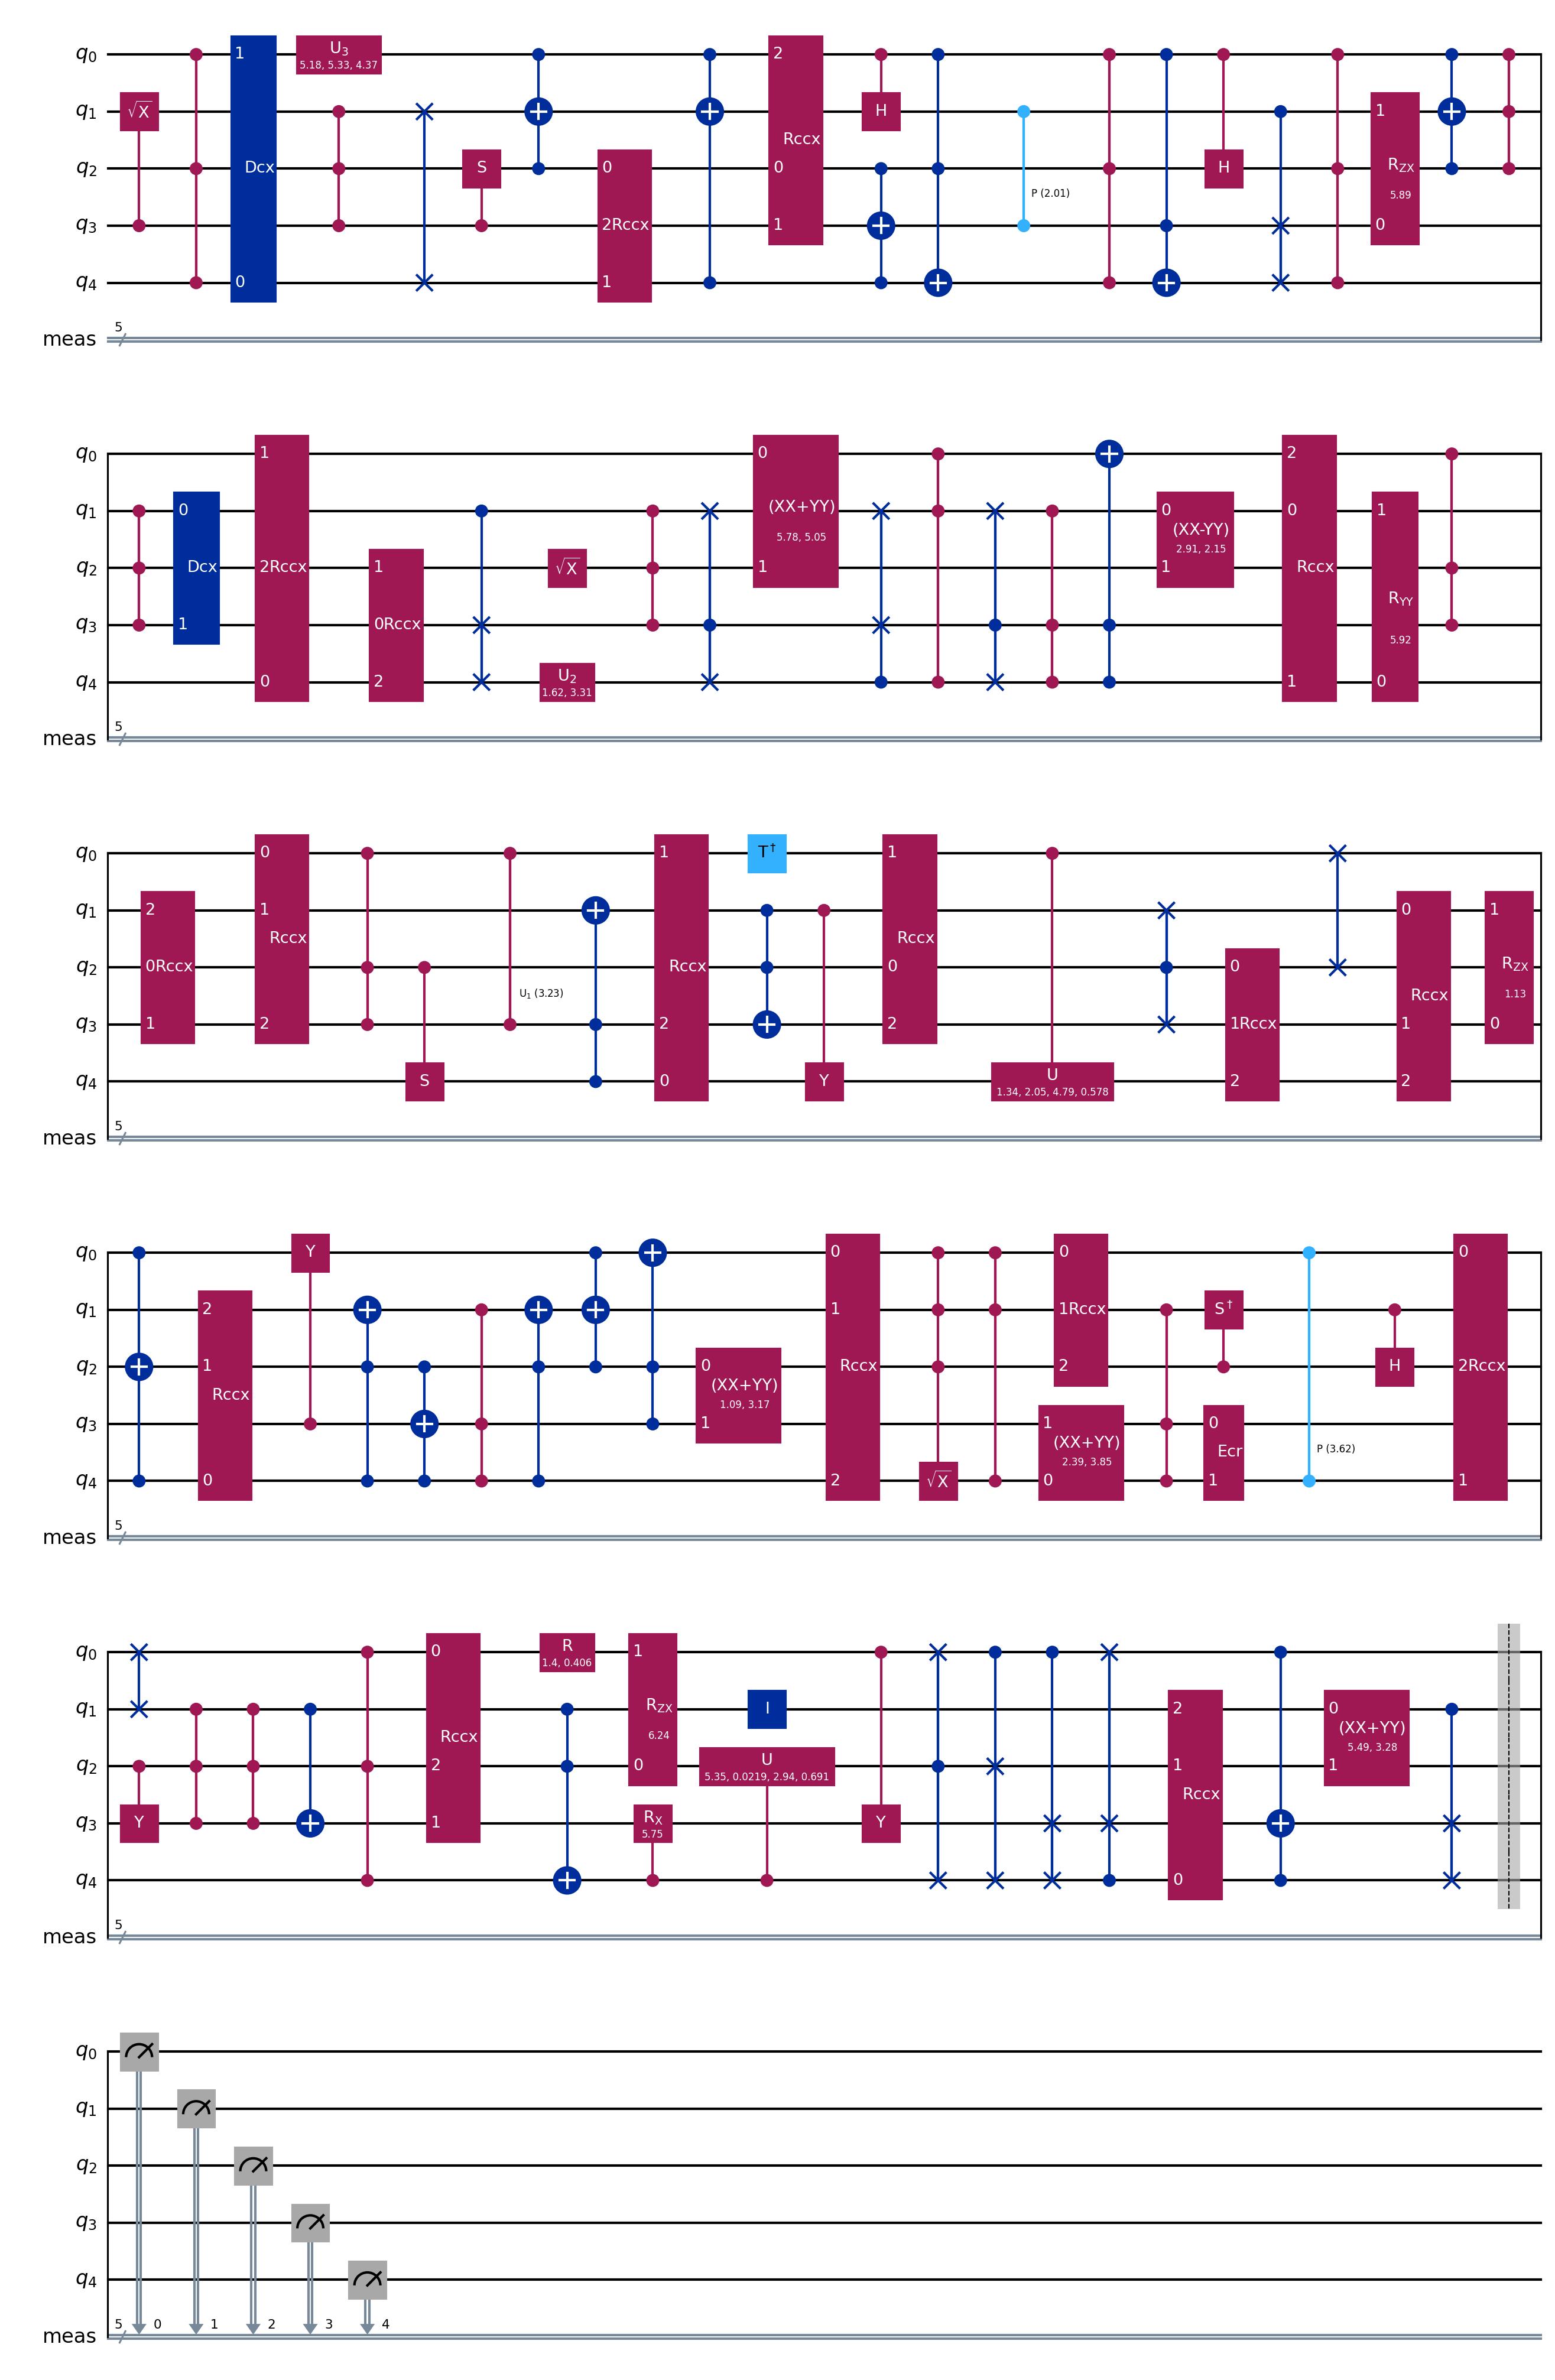 q0 1 U3 5.18, 5.33, 4.37 2
q1 √X H 1
q2 Dcx S 0 Rccx 0 H RZX 5.89
q3 2Rccx 1 P (2.01) 0
q4 0 1
meas 5
q0 1 0 2
q1 0 (XX+YY) 5.78, 5.05 0 (XX-YY) 2.91, 2.15 0 1
q2 Dcx 2Rccx 1 √X 1 1 Rccx RYY 5.92
q3 1 0Rccx
q4 0 2 U2 1.62, 3.31 1 0
meas 5
q0 0 1 T† 1
q1 2 1 Rccx Y Rccx 0 1
q2 0Rccx Rccx 0 0 Rccx RZX 1.13
q3 1 2 U1 (3.23) 2 2 1Rccx 1 0
q4 S 0 Y U 1.34, 2.05, 4.79, 0.578 2 2
meas 5
q0 Y 0 0 0
q1 2 1 1Rccx S†
q2 1 Rccx 0 (XX+YY) 1.09, 3.17 Rccx 2 H 2Rccx
q3 1 1 (XX+YY) 2.39, 3.85 0 Ecr P (3.62)
q4 0 2 √X 0 1 1
meas 5
q0 0 R 1.4, 0.406 1
q1 Rccx RZX 6.24 I 2 0 (XX+YY) 5.49, 3.28
q2 2 0 U 5.35, 0.0219, 2.94, 0.691 1 Rccx 1
q3 Y 1 RX 5.75 Y
q4 0
meas 5
q0
q1
q2
q3
q4
meas 5 0 1 2 3 4